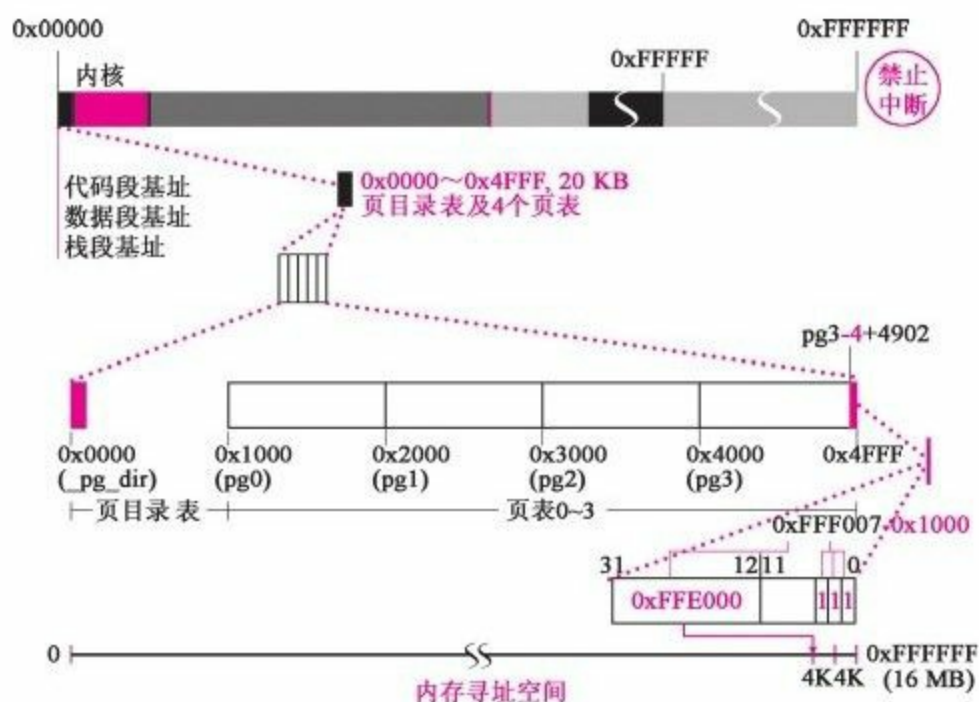 0x00000
0xFFFFFF
0xFFFFF
内核
禁止
中断
代码段基址
数据段基址
栈段基址
0x0000～0x4FFF, 20 KB
页目录表及4个页表
pg3-4+4902
0x0000
(_pg_dir)
0x1000
(pg0)
0x2000
(pg1)
0x3000
(pg2)
0x4000
(pg3)
0x4FFF
页目录表
页表0~3
0xFFF007-0x1000
31
12
11
0
0xFFE000
1
1
1
0
4K
4K
0xFFFFFF
(16 MB)
内存寻址空间